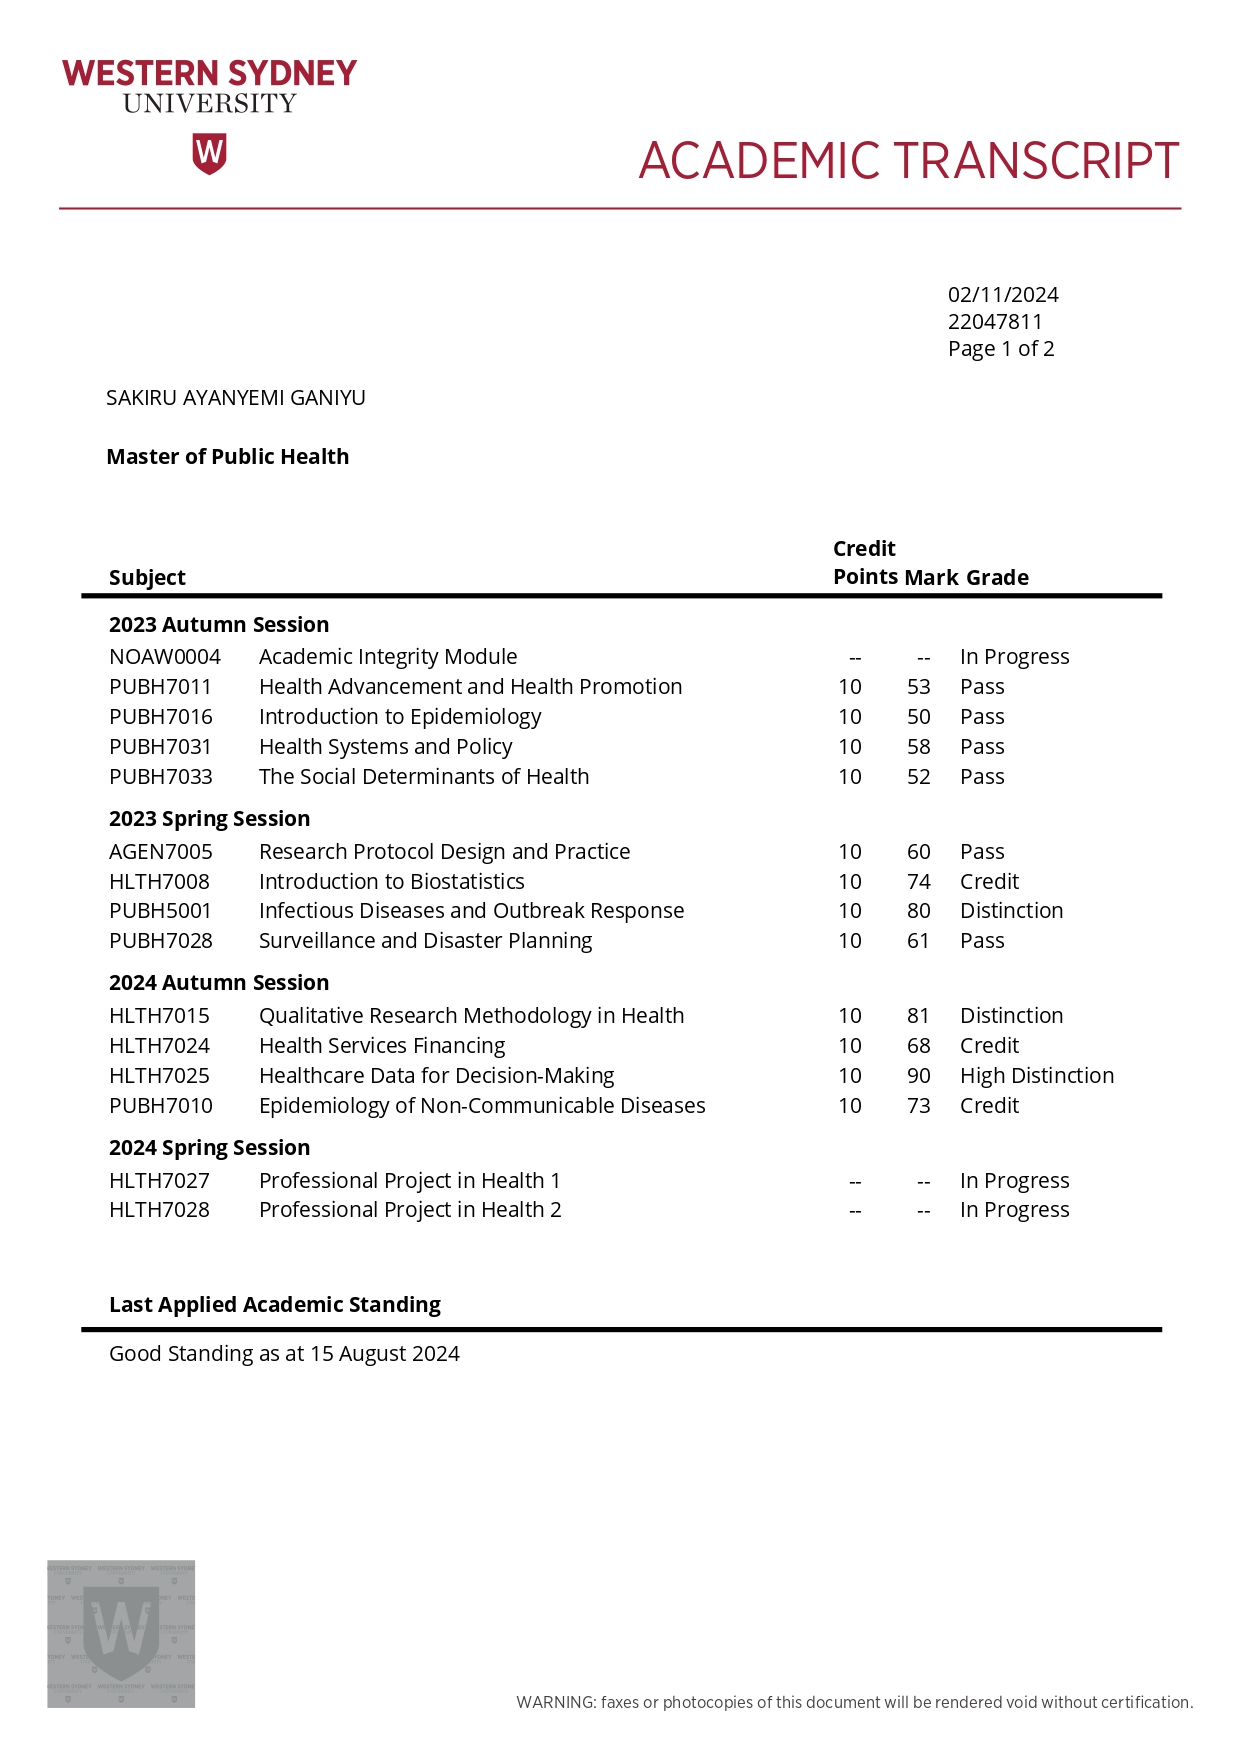 WESTERN SYDNEY
UNIVERSITY
W
ACADEMIC TRANSCRIPT
02/11/2024
22047811
Page 1 of 2
SAKIRU AYANYEMI GANIYU
Master of Public Health
Credit
Subject Points Mark Grade
2023 Autumn Session
NOAW0004 Academic Integrity Module -- -- In Progress
PUBH7011 Health Advancement and Health Promotion 10 53 Pass
PUBH7016 Introduction to Epidemiology 10 50 Pass
PUBH7031 Health Systems and Policy 10 58 Pass
PUBH7033 The Social Determinants of Health 10 52 Pass
2023 Spring Session
AGEN7005 Research Protocol Design and Practice 10 60 Pass
HLTH7008 Introduction to Biostatistics 10 74 Credit
PUBH5001 Infectious Diseases and Outbreak Response 10 80 Distinction
PUBH7028 Surveillance and Disaster Planning 10 61 Pass
2024 Autumn Session
HLTH7015 Qualitative Research Methodology in Health 10 81 Distinction
HLTH7024 Health Services Financing 10 68 Credit
HLTH7025 Healthcare Data for Decision-Making 10 90 High Distinction
PUBH7010 Epidemiology of Non-Communicable Diseases 10 73 Credit
2024 Spring Session
HLTH7027 Professional Project in Health 1 -- -- In Progress
HLTH7028 Professional Project in Health 2 -- -- In Progress
Last Applied Academic Standing
Good Standing as at 15 August 2024
W
WARNING: faxes or photocopies of this document will be rendered void without certification.